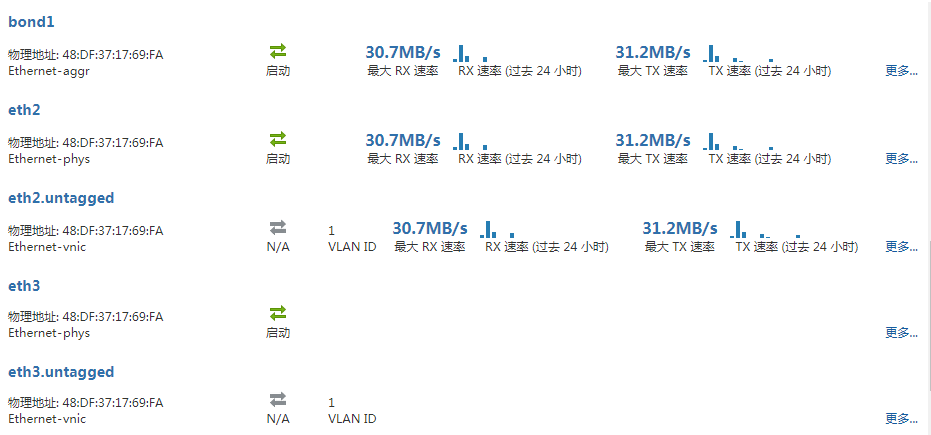 bond1
30.7MB/s 31.2MB/s
物理地址: 48:DF:37:17:69:FA
Ethernet-aggr 启动 最大 RX 速率 RX 速率 (过去 24 小时) 最大 TX 速率 TX 速率 (过去 24 小时) 更多...
eth2
30.7MB/s 31.2MB/s
物理地址: 48:DF:37:17:69:FA
Ethernet-phys 启动 最大 RX 速率 RX 速率 (过去 24 小时) 最大 TX 速率 TX 速率 (过去 24 小时) 更多...
eth2.untagged
物理地址: 48:DF:37:17:69:FA 1 30.7MB/s 31.2MB/s
Ethernet-vnic N/A VLAN ID 最大 RX 速率 RX 速率 (过去 24 小时) 最大 TX 速率 TX 速率 (过去 24 小时) 更多...
eth3
物理地址: 48:DF:37:17:69:FA
Ethernet-phys 启动 更多...
eth3.untagged
物理地址: 48:DF:37:17:69:FA 1
Ethernet-vnic N/A VLAN ID 更多...